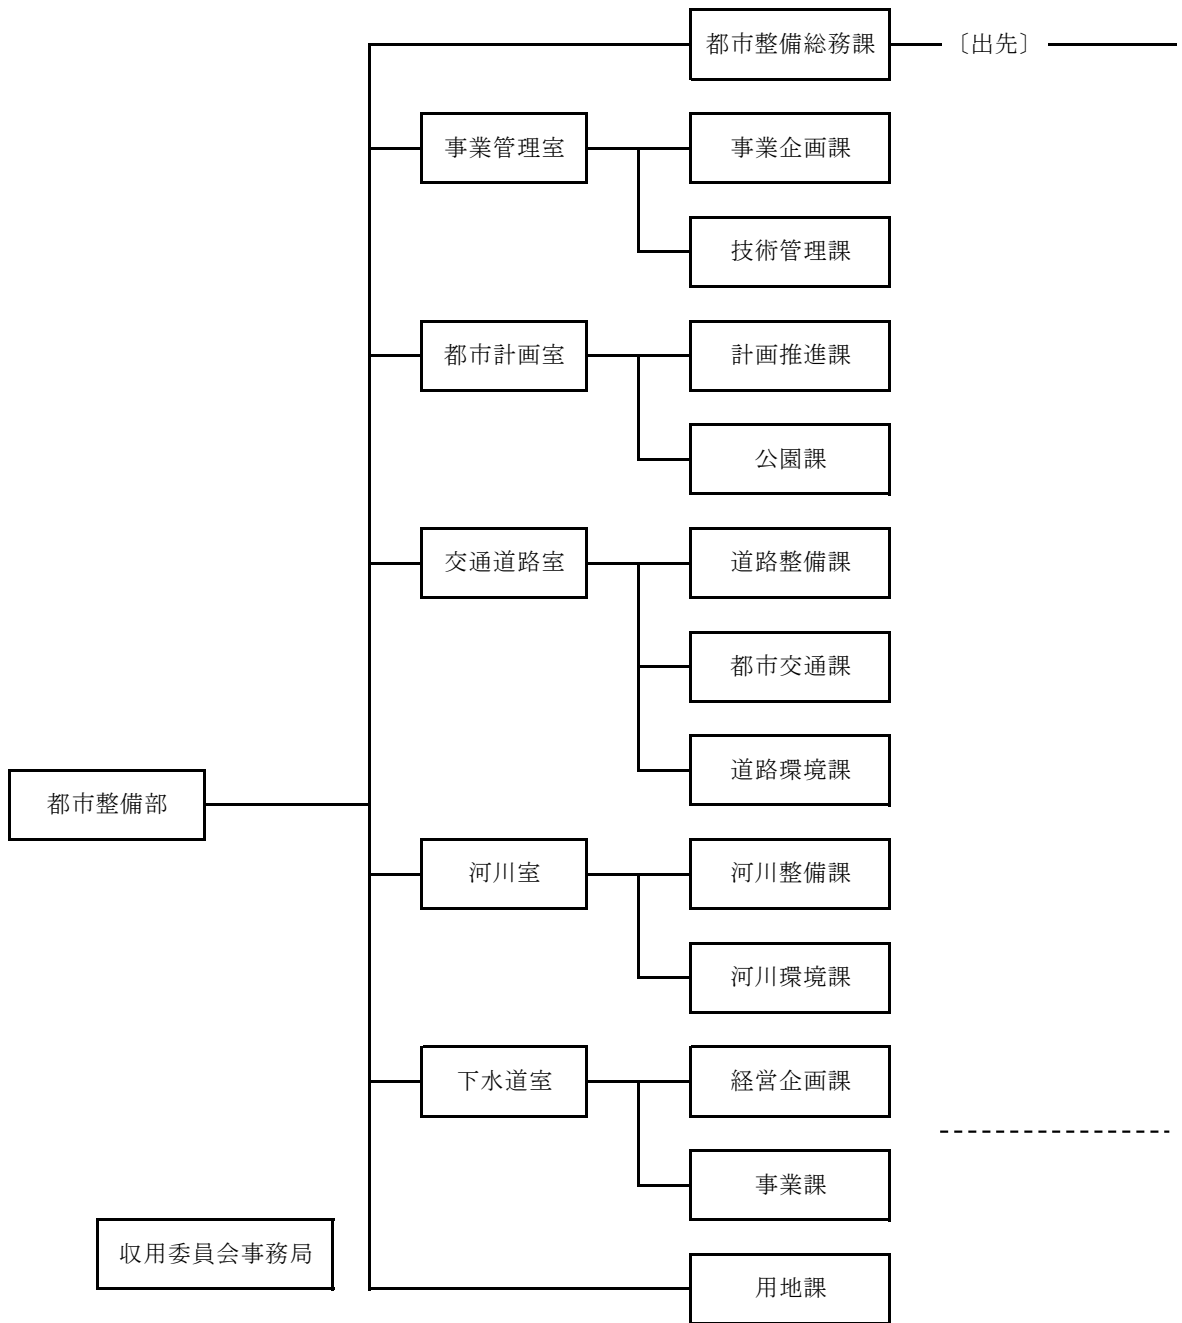 都市整備総務課
〔出先〕
事業管理室
事業企画課
技術管理課
都市計画室
計画推進課
公園課
交通道路室
道路整備課
都市交通課
道路環境課
都市整備部
河川室
河川整備課
河川環境課
下水道室
経営企画課
事業課
収用委員会事務局
用地課